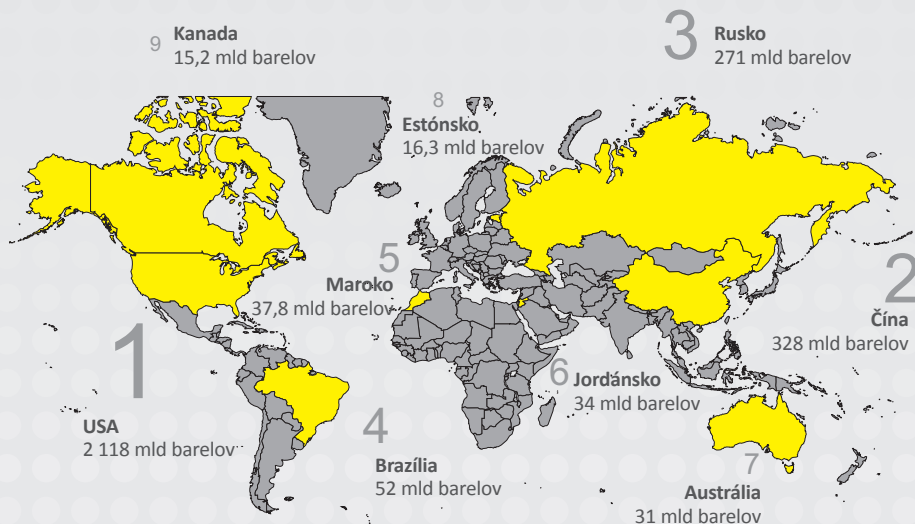 9
Kanada
15,2 mld barelov
3
Rusko
271 mld barelov
8
Estónsko
16,3 mld barelov
5
Maroko
37,8 mld barelov
2
Čína
328 mld barelov
1
USA
2 118 mld barelov
6
Jordánsko
34 mld barelov
4
Brazília
52 mld barelov
7
Austrália
31 mld barelov